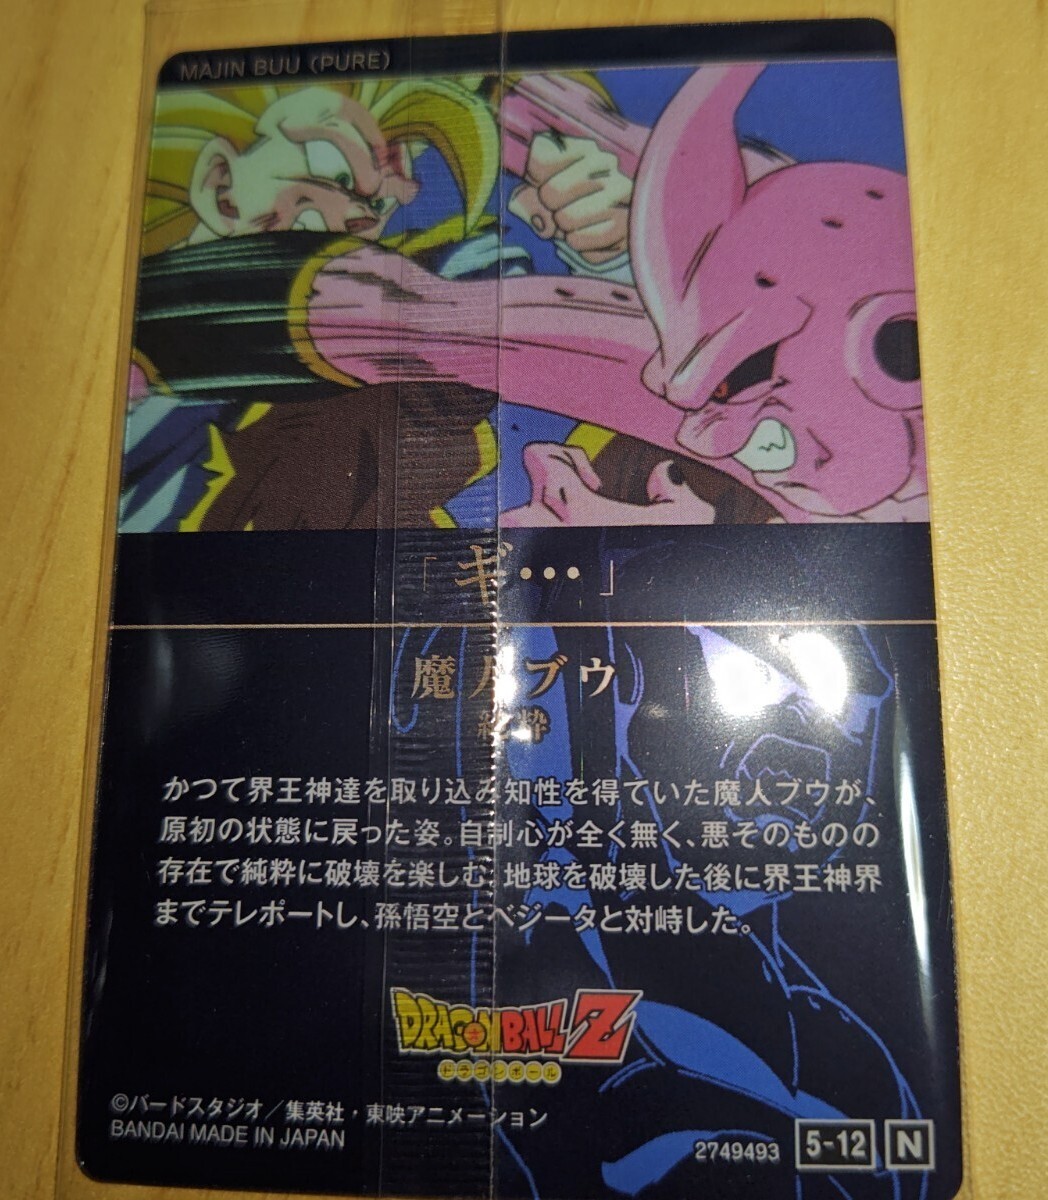 MAJIN BUU (PURE)
「ギ・・・」
魔人ブウ
純粋
かつて界王神達を取り込み知性を得ていた魔人ブウが、
原初の状態に戻った姿。自制心が全く無く、悪そのものの
存在で純粋に破壊を楽しむ。地球を破壊した後に界王神界
までテレポートし、孫悟空とベジータと対峙した。
DRAGONBALL Z
ドラゴンボール
©バードスタジオ／集英社・東映アニメーション
BANDAI MADE IN JAPAN
2749493 5-12 N